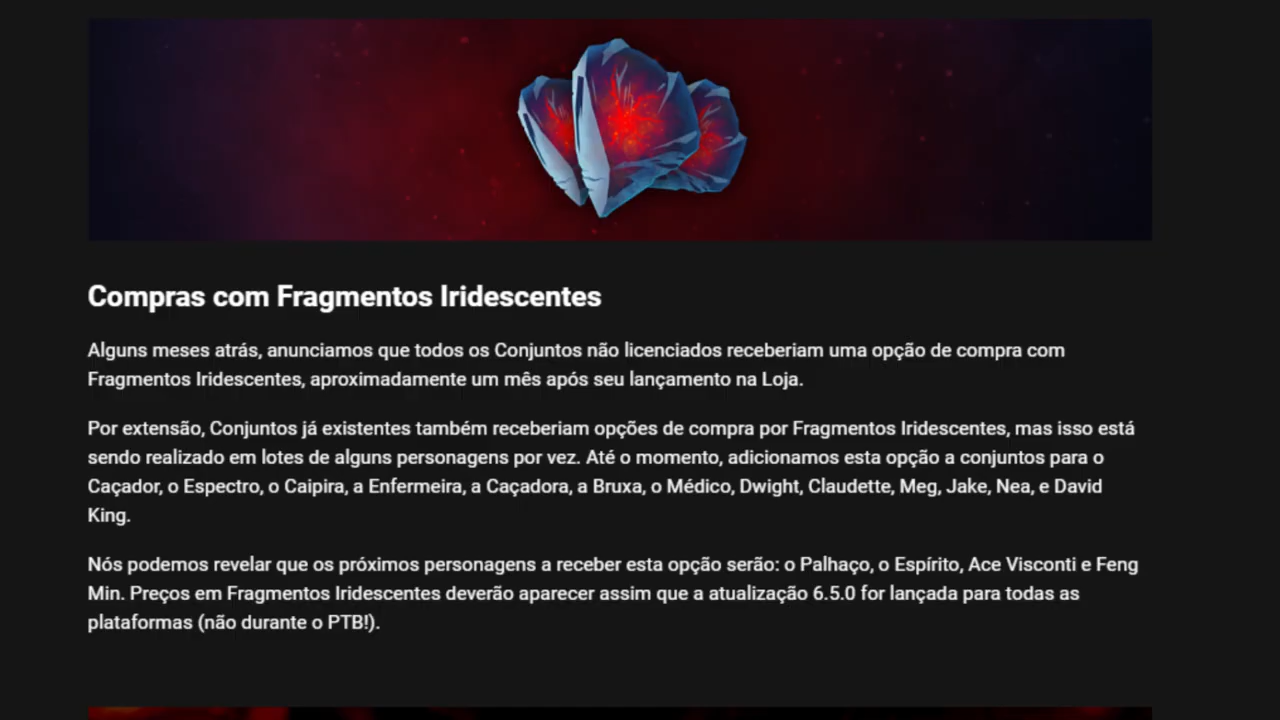 Compras com Fragmentos Iridescentes
Alguns meses atrás, anunciamos que todos os Conjuntos não licenciados receberiam uma opção de compra com
Fragmentos Iridescentes, aproximadamente um mês após seu lançamento na Loja.
Por extensão, Conjuntos já existentes também receberiam opções de compra por Fragmentos Iridescentes, mas isso está
sendo realizado em lotes de alguns personagens por vez. Até o momento, adicionamos esta opção a conjuntos para o
Caçador, o Espectro, o Caipira, a Enfermeira, a Caçadora, a Bruxa, o Médico, Dwight, Claudette, Meg, Jake, Nea, e David
King.
Nós podemos revelar que os próximos personagens a receber esta opção serão: o Palhaço, o Espírito, Ace Visconti e Feng
Min. Preços em Fragmentos Iridescentes deverão aparecer assim que a atualização 6.5.0 for lançada para todas as
plataformas (não durante o PTB!).